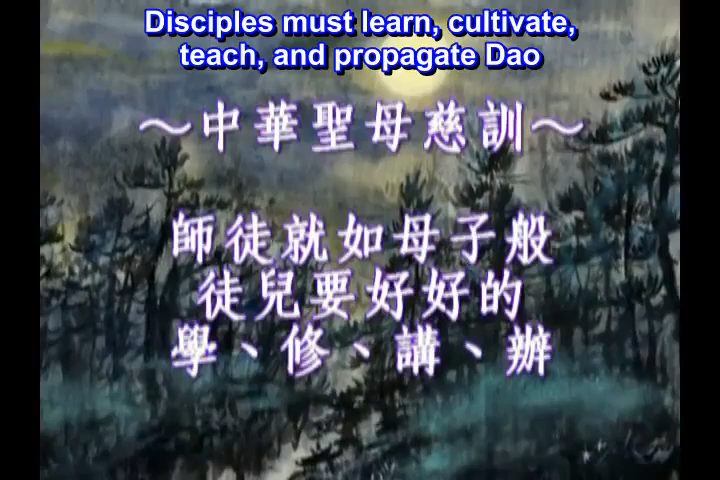 Disciples must learn, cultivate,
teach, and propagate Dao
～中華聖母慈訓～
師徒就如母子般
徒兒要好好的
學、修、講、辦